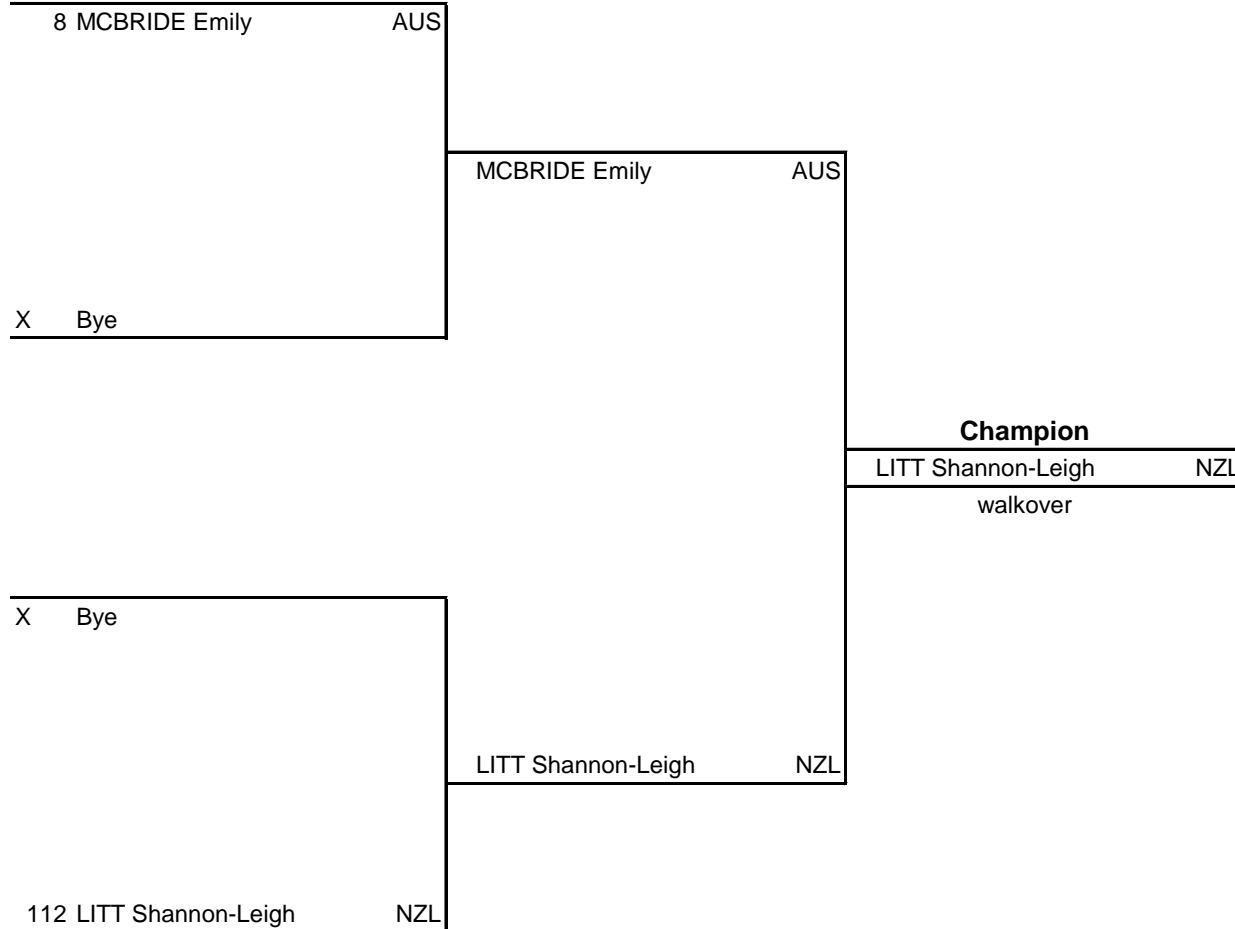 8 MCBRIDE Emily AUS
MCBRIDE Emily AUS
X Bye
Champion
LITT Shannon-Leigh NZL
walkover
X Bye
LITT Shannon-Leigh NZL
112 LITT Shannon-Leigh NZL